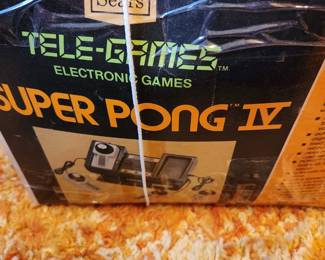 Sears
TELE-GAMES™
ELECTRONIC GAMES
SUPER PONG™ IV